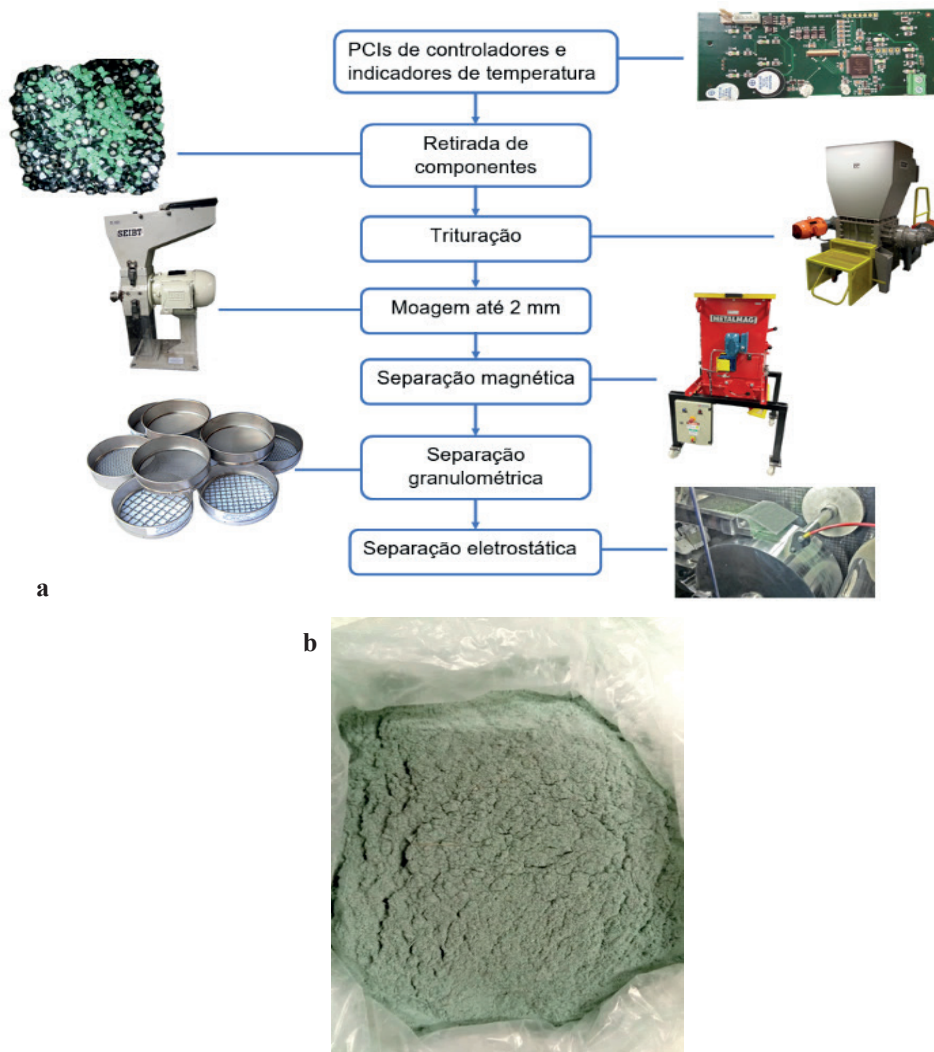 PCIs de controladores e
indicadores de temperatura
Retirada de
componentes
Trituração
SEIBT
Moagem até 2 mm
METALMAG
Separação magnética
Separação
granulométrica
Separação eletrostática
a
b